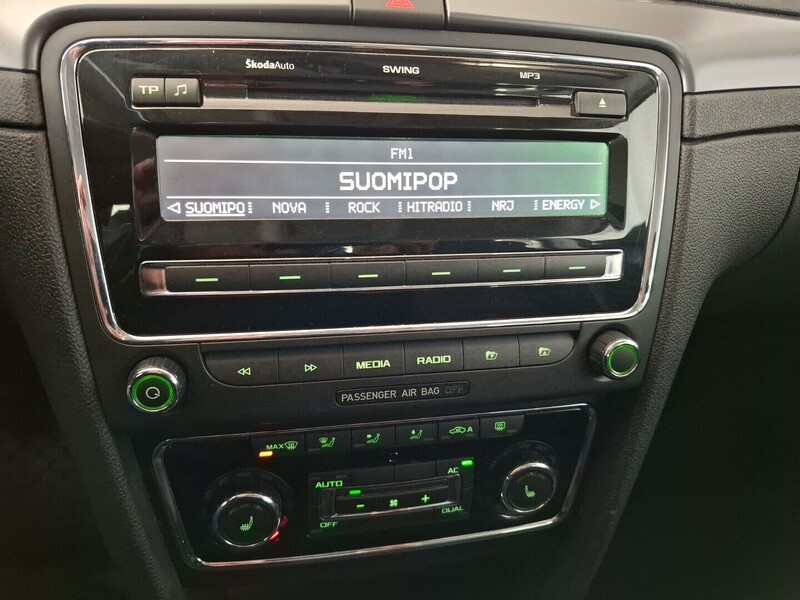 ŠkodaAuto SWING MP3
TP
FM1
SUOMIPOP
SUOMIPO NOVA ROCK HITRADIO NRJ ENERGY
MEDIA RADIO
PASSENGER AIR BAG OFF
MAX A
AUTO AC
OFF DUAL